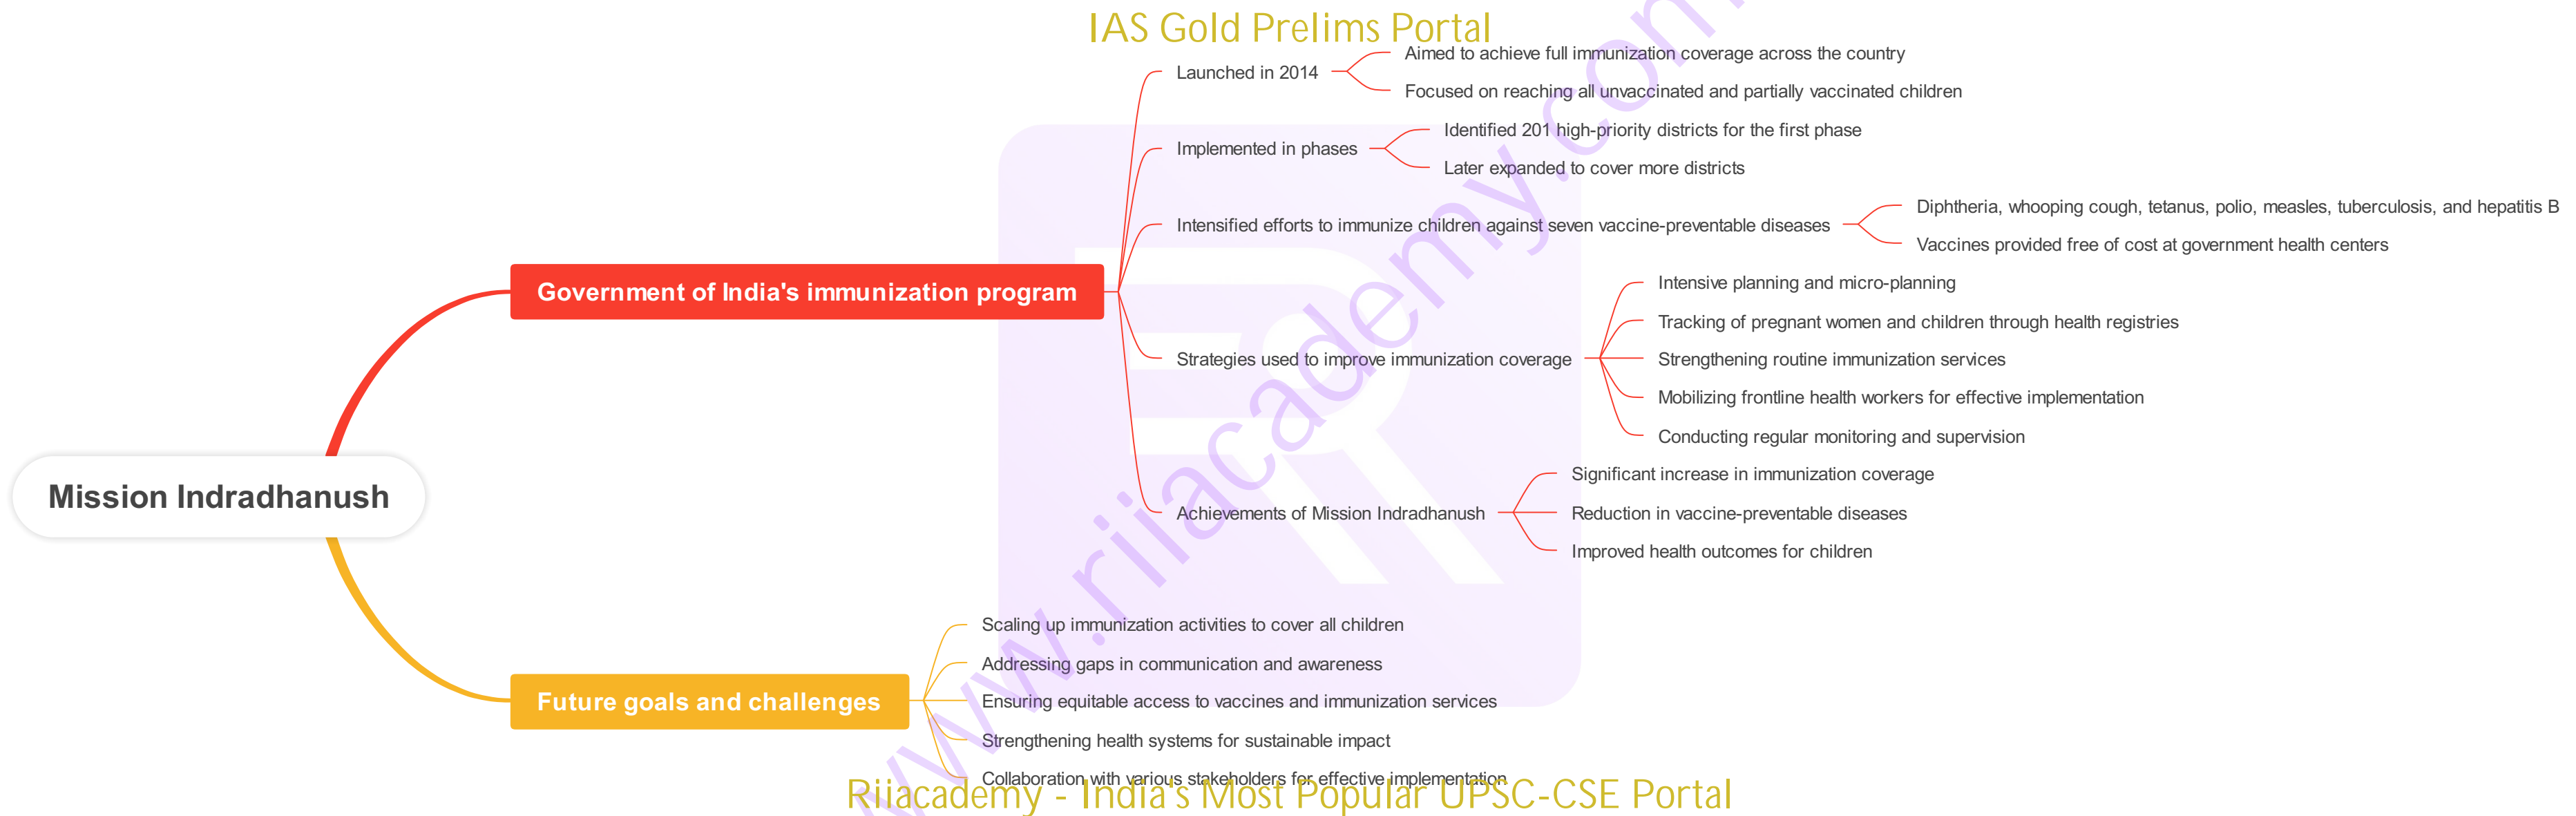 IAS Gold Prelims Portal
Mission Indradhanush
Government of India's immunization program
Launched in 2014
Aimed to achieve full immunization coverage across the country
Focused on reaching all unvaccinated and partially vaccinated children
Implemented in phases
Identified 201 high-priority districts for the first phase
Later expanded to cover more districts
Intensified efforts to immunize children against seven vaccine-preventable diseases
Diphtheria, whooping cough, tetanus, polio, measles, tuberculosis, and hepatitis B
Vaccines provided free of cost at government health centers
Strategies used to improve immunization coverage
Intensive planning and micro-planning
Tracking of pregnant women and children through health registries
Strengthening routine immunization services
Mobilizing frontline health workers for effective implementation
Conducting regular monitoring and supervision
Achievements of Mission Indradhanush
Significant increase in immunization coverage
Reduction in vaccine-preventable diseases
Improved health outcomes for children
Future goals and challenges
Scaling up immunization activities to cover all children
Addressing gaps in communication and awareness
Ensuring equitable access to vaccines and immunization services
Strengthening health systems for sustainable impact
Collaboration with various stakeholders for effective implementation
Riiacademy - India's Most Popular UPSC-CSE Portal
www.riiacademy.com